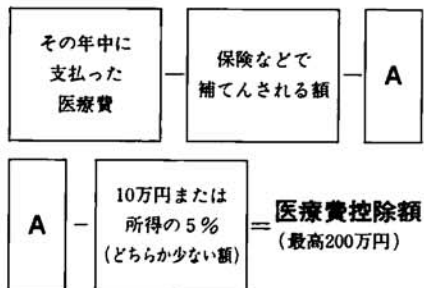 その年中に
支払った
医療費
－
保険などで
補てんされる額
－
A
A
－
10万円または
所得の5%
(どちらか少ない額)
＝
医療費控除額
(最高200万円)